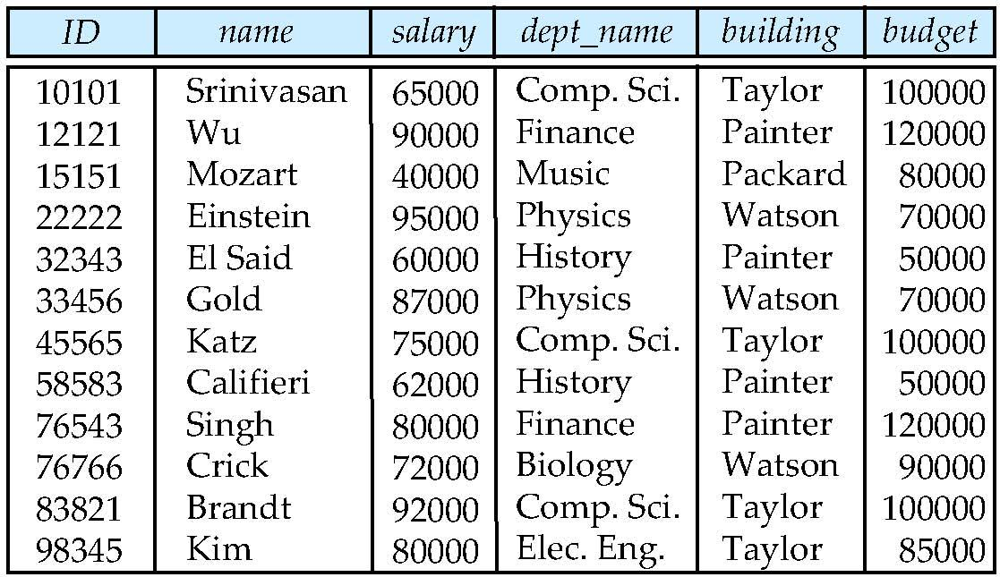 ID name salary dept_name building budget
10101 Srinivasan 65000 Comp. Sci. Taylor 100000
12121 Wu 90000 Finance Painter 120000
15151 Mozart 40000 Music Packard 80000
22222 Einstein 95000 Physics Watson 70000
32343 El Said 60000 History Painter 50000
33456 Gold 87000 Physics Watson 70000
45565 Katz 75000 Comp. Sci. Taylor 100000
58583 Califieri 62000 History Painter 50000
76543 Singh 80000 Finance Painter 120000
76766 Crick 72000 Biology Watson 90000
83821 Brandt 92000 Comp. Sci. Taylor 100000
98345 Kim 80000 Elec. Eng. Taylor 85000